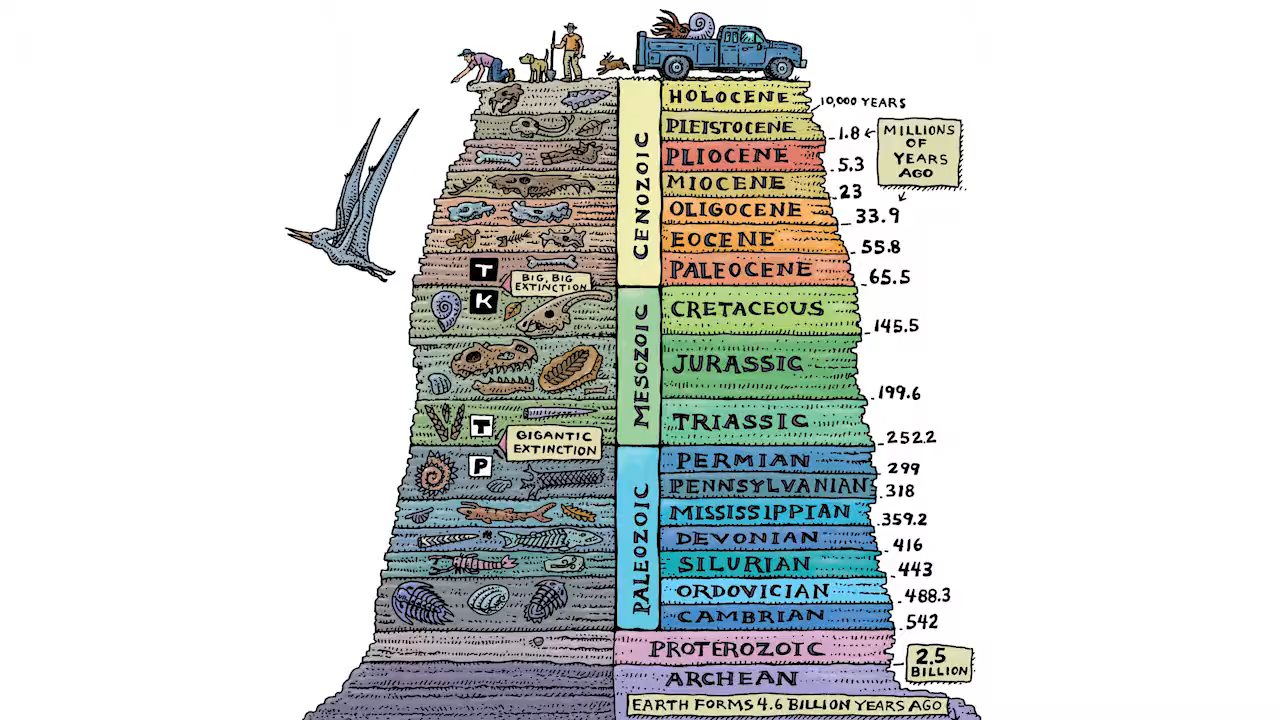 HOLOCENE
10,000 YEARS
PLEISTOCENE
1.8
MILLIONS
OF
YEARS
AGO
PLIOCENE
5.3
MIOCENE
23
OLIGOCENE
33.9
EOCENE
55.8
PALEOCENE
65.5
CENOZOIC
T
BIG, BIG
EXTINCTION
K
CRETACEOUS
145.5
JURASSIC
199.6
TRIASSIC
252.2
MESOZOIC
T
GIGANTIC
EXTINCTION
P
PERMIAN
299
PENNSYLVANIAN
318
MISSISSIPPIAN
359.2
DEVONIAN
416
SILURIAN
443
ORDOVICIAN
488.3
CAMBRIAN
542
PALEOZOIC
PROTEROZOIC
2.5
BILLION
ARCHEAN
EARTH FORMS 4.6 BILLION YEARS AGO